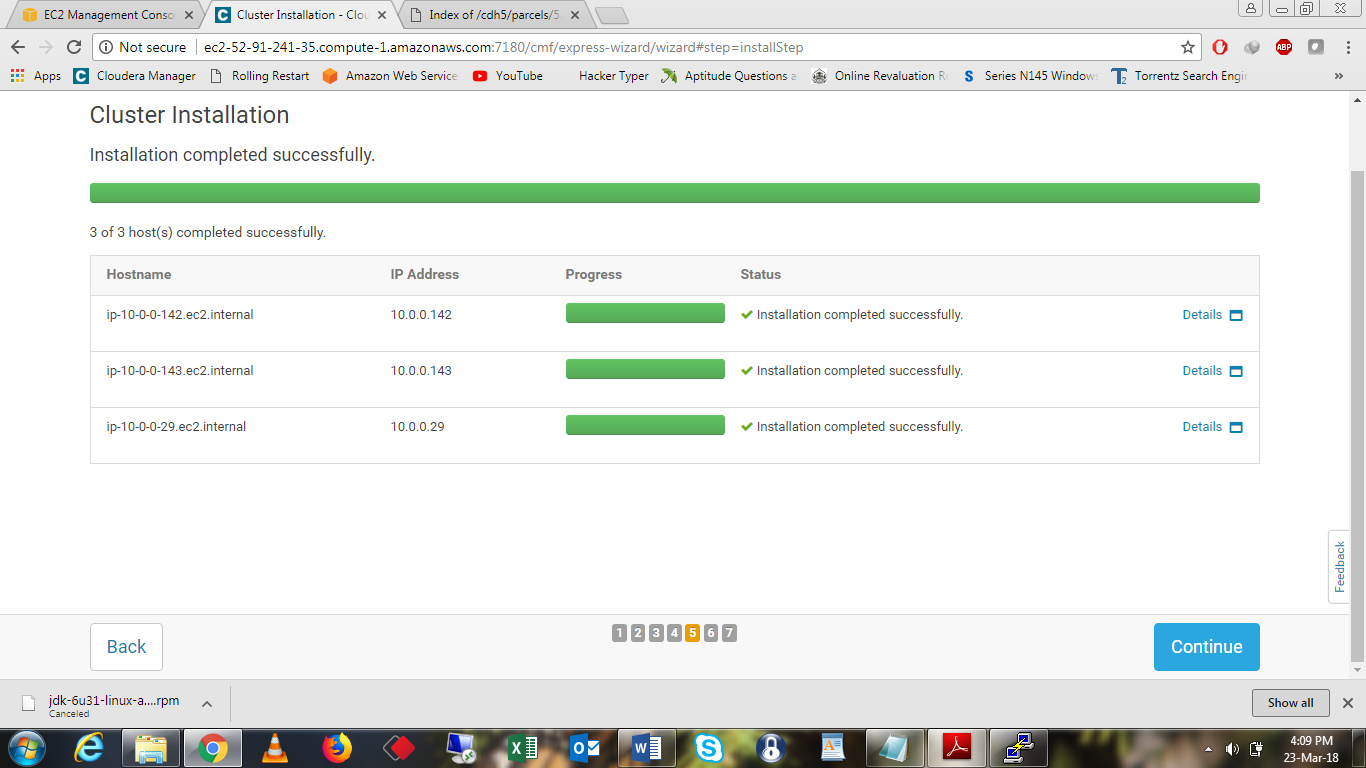 EC2 Management Conso
Cluster Installation - Clou
Index of /cdh5/parcels/5.
Not secure ec2-52-91-241-35.compute-1.amazonaws.com:7180/cmf/express-wizard/wizard#step=installStep
ABP
Apps Cloudera Manager Rolling Restart Amazon Web Service YouTube Hacker Typer Aptitude Questions a Online Revaluation R Series N145 Windows Torrentz Search Engin »
Cluster Installation
Installation completed successfully.
3 of 3 host(s) completed successfully.
Hostname IP Address Progress Status
ip-10-0-0-142.ec2.internal 10.0.0.142 Installation completed successfully. Details
ip-10-0-0-143.ec2.internal 10.0.0.143 Installation completed successfully. Details
ip-10-0-0-29.ec2.internal 10.0.0.29 Installation completed successfully. Details
Feedback
Back 1 2 3 4 5 6 7 Continue
jdk-6u31-linux-a....rpm
Canceled
Show all
4:09 PM
23-Mar-18